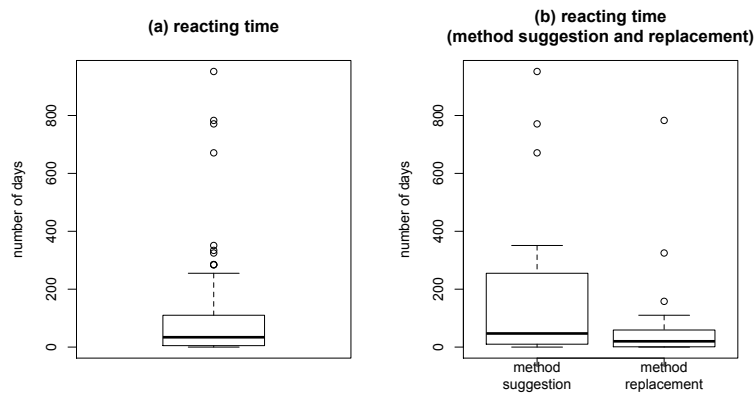 (a) reacting time
number of days
0
200
400
600
800
(b) reacting time
(method suggestion and replacement)
number of days
0
200
400
600
800
method
suggestion
method
replacement